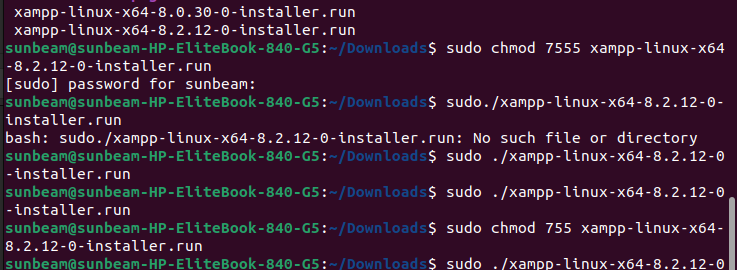 xampp-linux-x64-8.0.30-0-installer.run
xampp-linux-x64-8.2.12-0-installer.run
sunbeam@sunbeam-HP-EliteBook-840-G5:~/Downloads$ sudo chmod 7555 xampp-linux-x64
-8.2.12-0-installer.run
[sudo] password for sunbeam:
sunbeam@sunbeam-HP-EliteBook-840-G5:~/Downloads$ sudo./xampp-linux-x64-8.2.12-0-
installer.run
bash: sudo./xampp-linux-x64-8.2.12-0-installer.run: No such file or directory
sunbeam@sunbeam-HP-EliteBook-840-G5:~/Downloads$ sudo ./xampp-linux-x64-8.2.12-0
-installer.run
sunbeam@sunbeam-HP-EliteBook-840-G5:~/Downloads$ sudo ./xampp-linux-x64-8.2.12-0
-installer.run
sunbeam@sunbeam-HP-EliteBook-840-G5:~/Downloads$ sudo chmod 755 xampp-linux-x64-
8.2.12-0-installer.run
sunbeam@sunbeam-HP-EliteBook-840-G5:~/Downloads$ sudo ./xampp-linux-x64-8.2.12-0